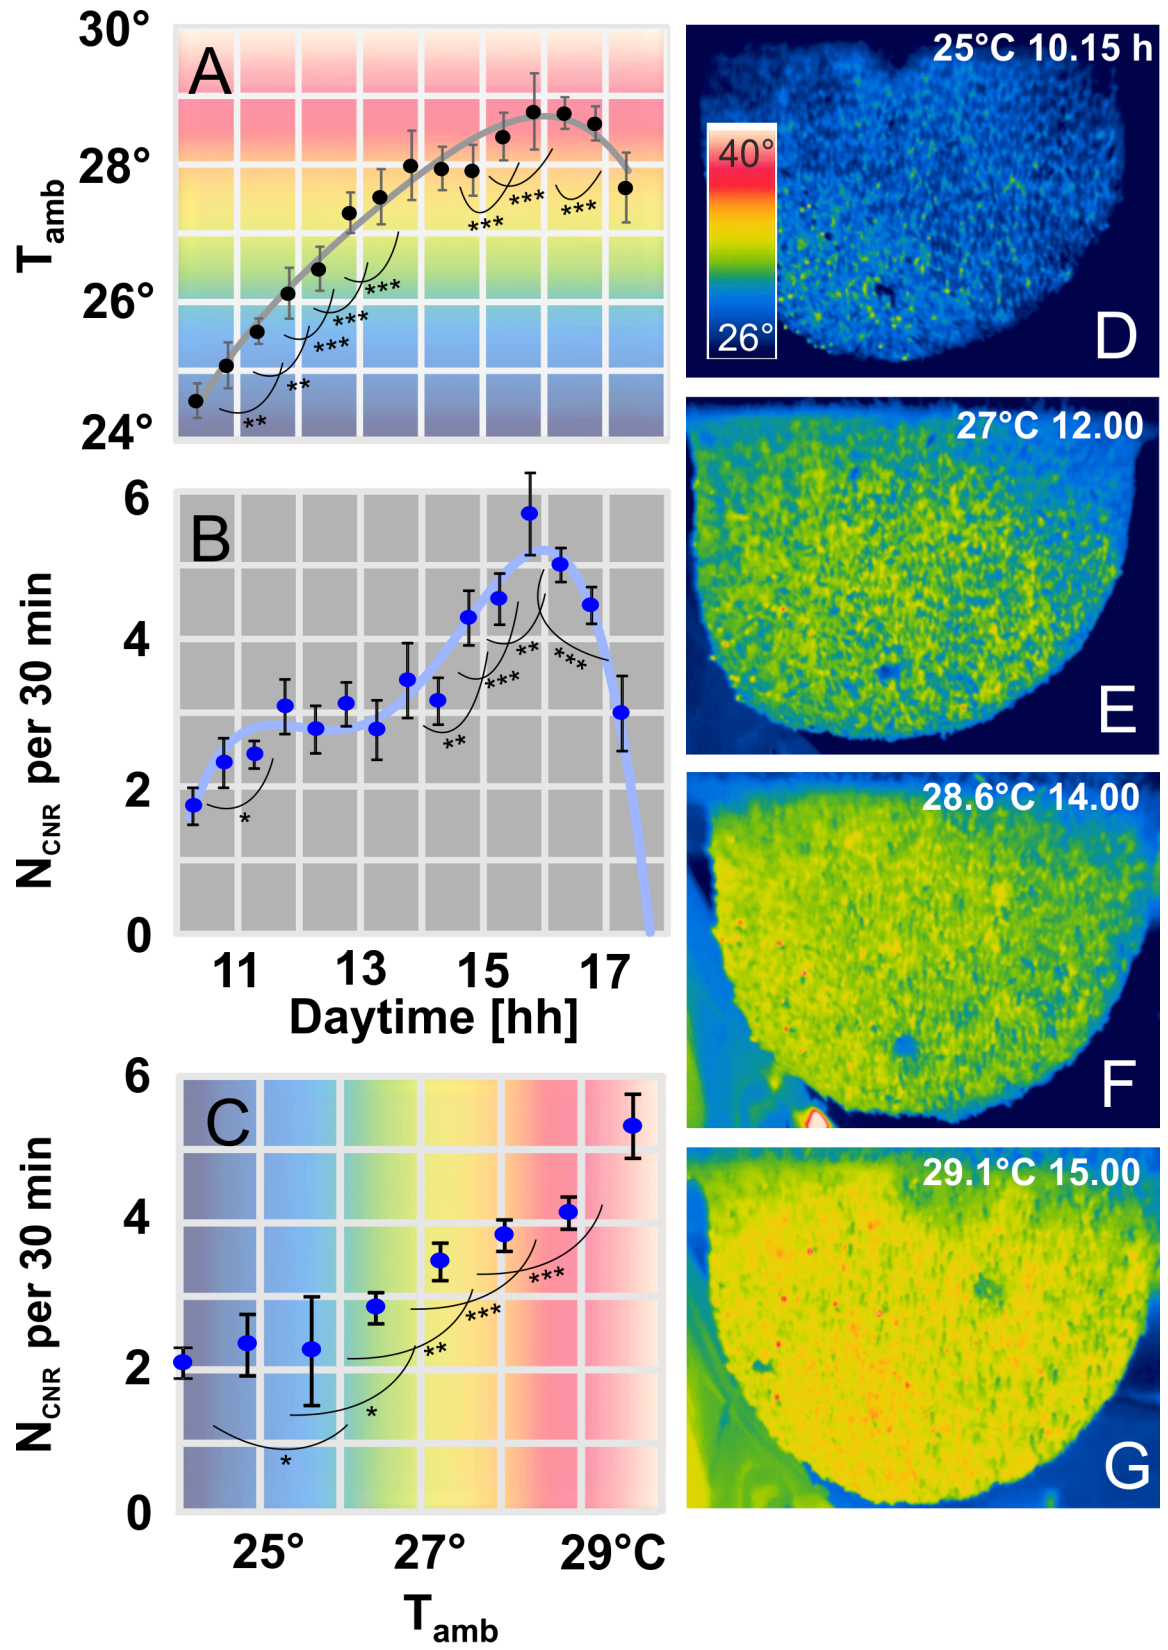 A
30°
28°
26°
24°
T_amb
**
**
***
***
***
***
***
***
B
6
4
2
0
N_CNR per 30 min
*
**
***
**
***
11 13 15 17
Daytime [hh]
C
6
4
2
0
N_CNR per 30 min
*
*
**
***
***
25° 27° 29°C
T_amb
25°C 10.15 h
40°
26°
D
27°C 12.00
E
28.6°C 14.00
F
29.1°C 15.00
G